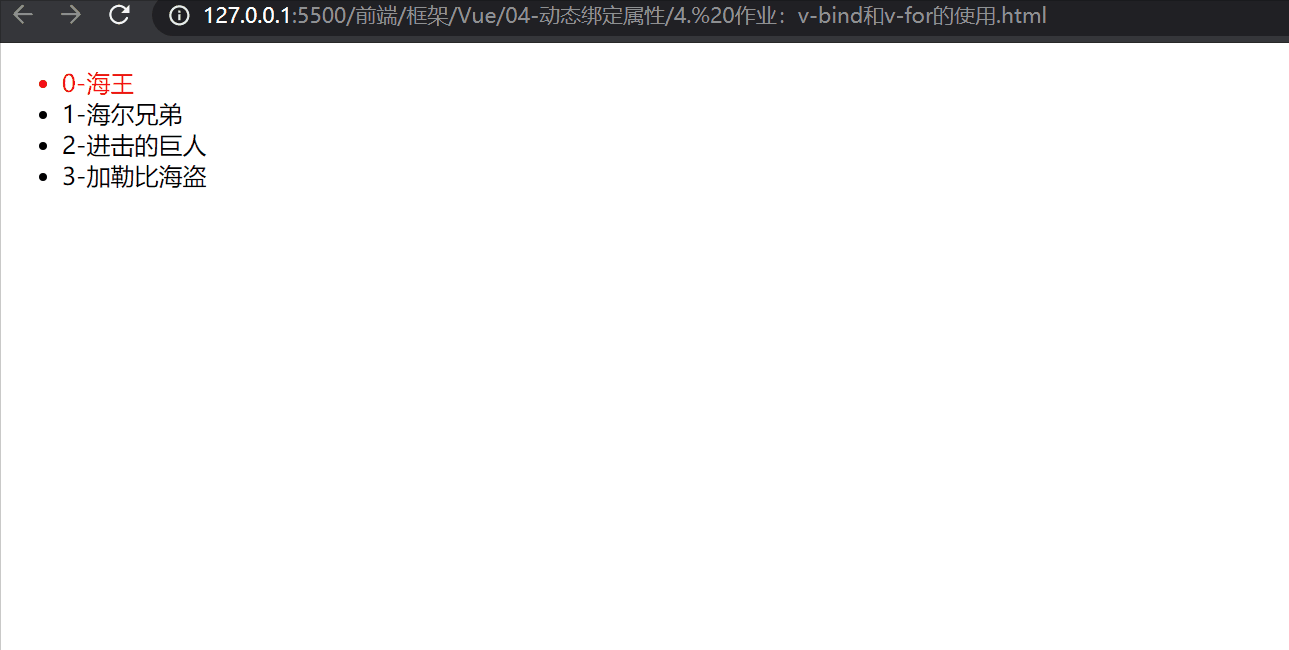 127.0.0.1:5500/前端/框架/Vue/04-动态绑定属性/4.%20作业：v-bind和v-for的使用.html
0-海王
1-海尔兄弟
2-进击的巨人
3-加勒比海盗